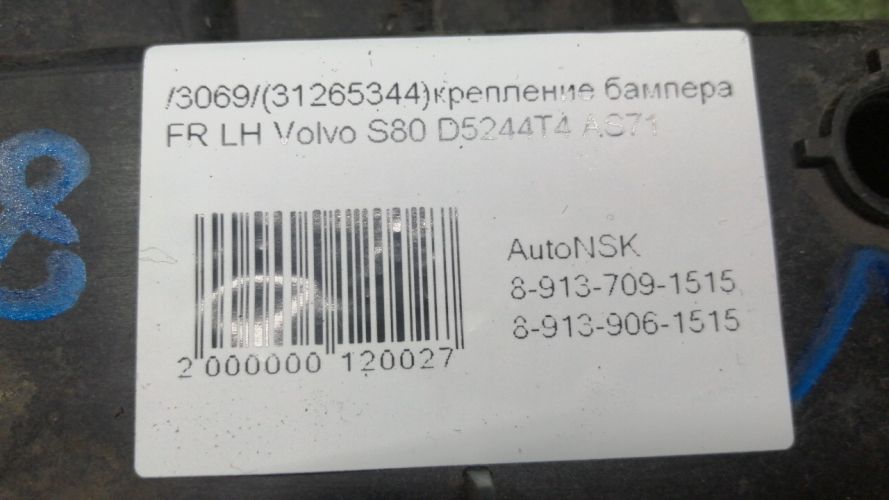 /3069/(31265344)крепление бампера
FR LH Volvo S80 D5244T4 AS71
AutoNSK
8-913-709-1515
8-913-906-1515
2 000000 120027